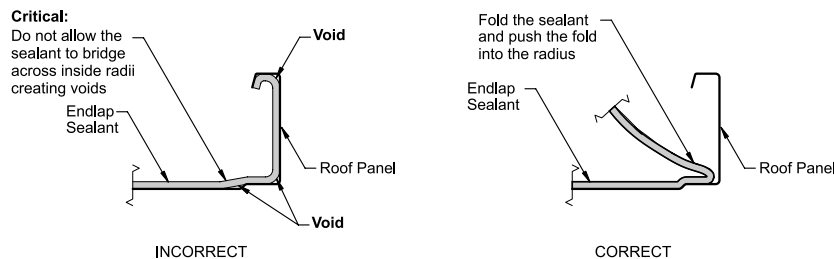 Critical:
Do not allow the
sealant to bridge
across inside radii
creating voids
Void
Endlap
Sealant
Roof Panel
Void
INCORRECT
Fold the sealant
and push the fold
into the radius
Endlap
Sealant
Roof Panel
CORRECT